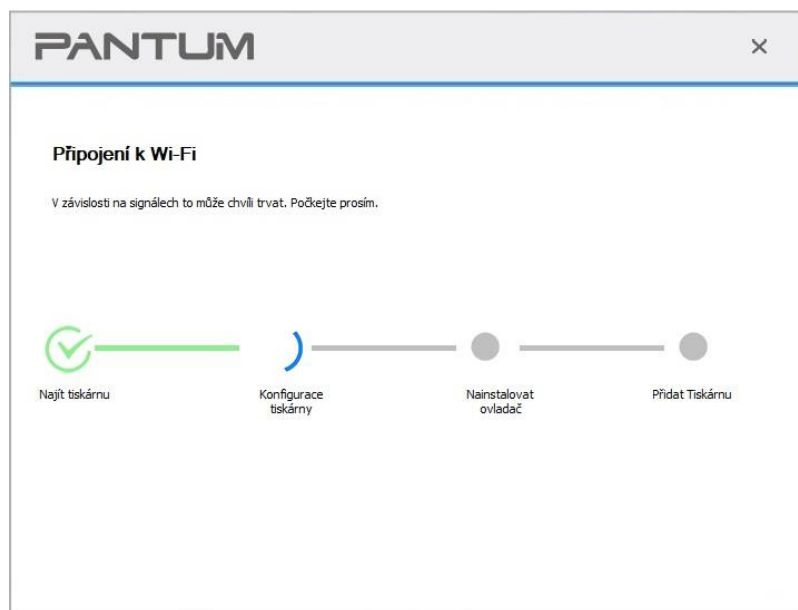 PANTUM
Připojení k Wi-Fi
V závislosti na signálech to může chvíli trvat. Počkejte prosím.
Najít tiskárnu
Konfigurace
tiskárny
Nainstalovat
ovladač
Přidat Tiskárnu